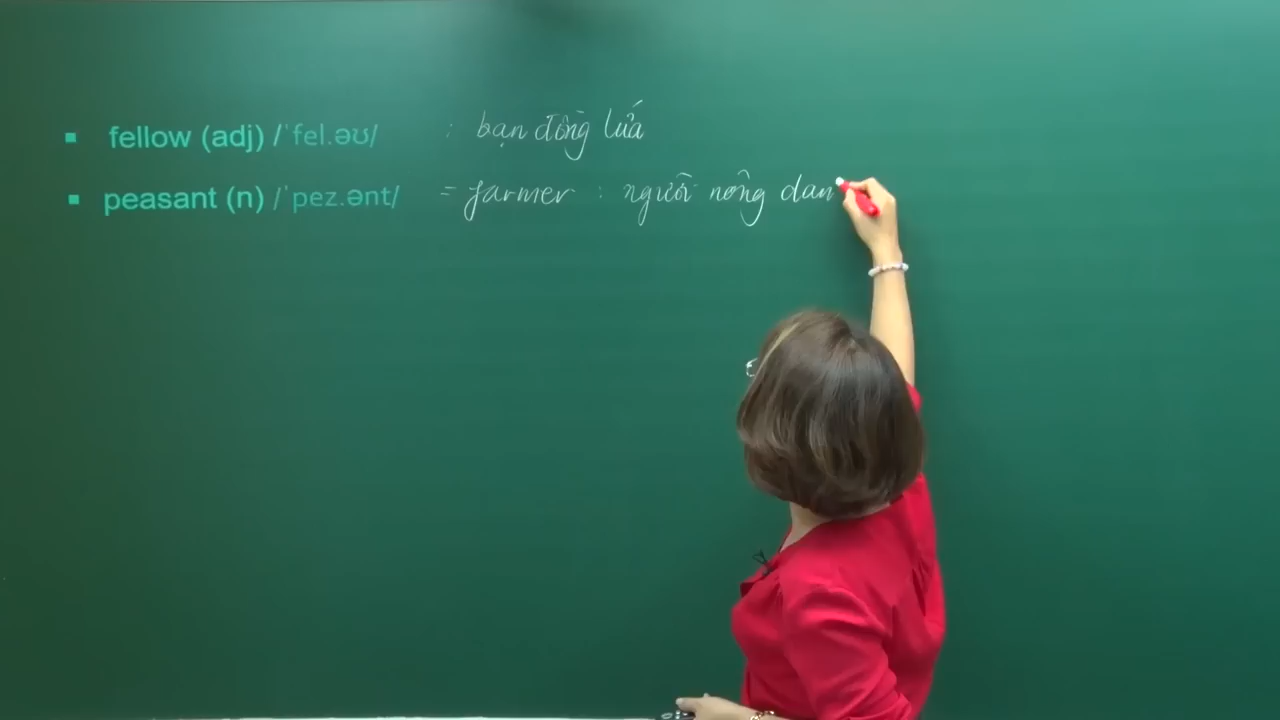 ▪ fellow (adj) /ˈfel.əʊ/ : bạn đồng lứa
▪ peasant (n) /ˈpez.ənt/ = farmer : người nông dan